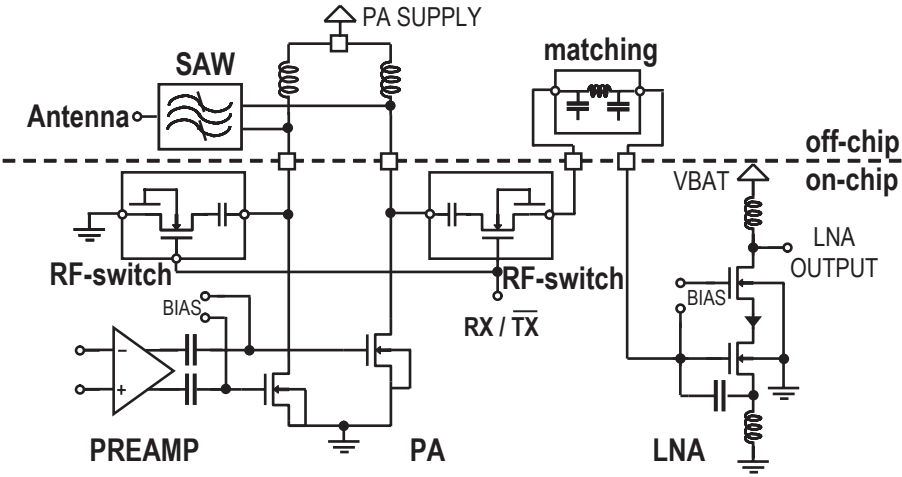 PA SUPPLY
matching
SAW
Antenna
off-chip
on-chip
VBAT
LNA
OUTPUT
RF-switch
RF-switch
BIAS
BIAS
RX / T̅X̅
−
+
PREAMP
PA
LNA